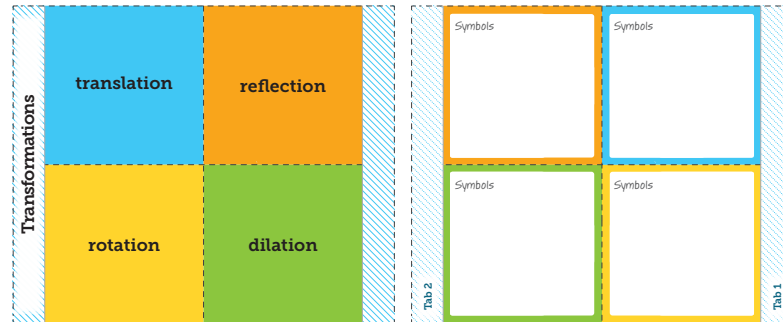 Transformations
translation
reflection
rotation
dilation
Symbols
Symbols
Symbols
Symbols
Tab 2
Tab 1